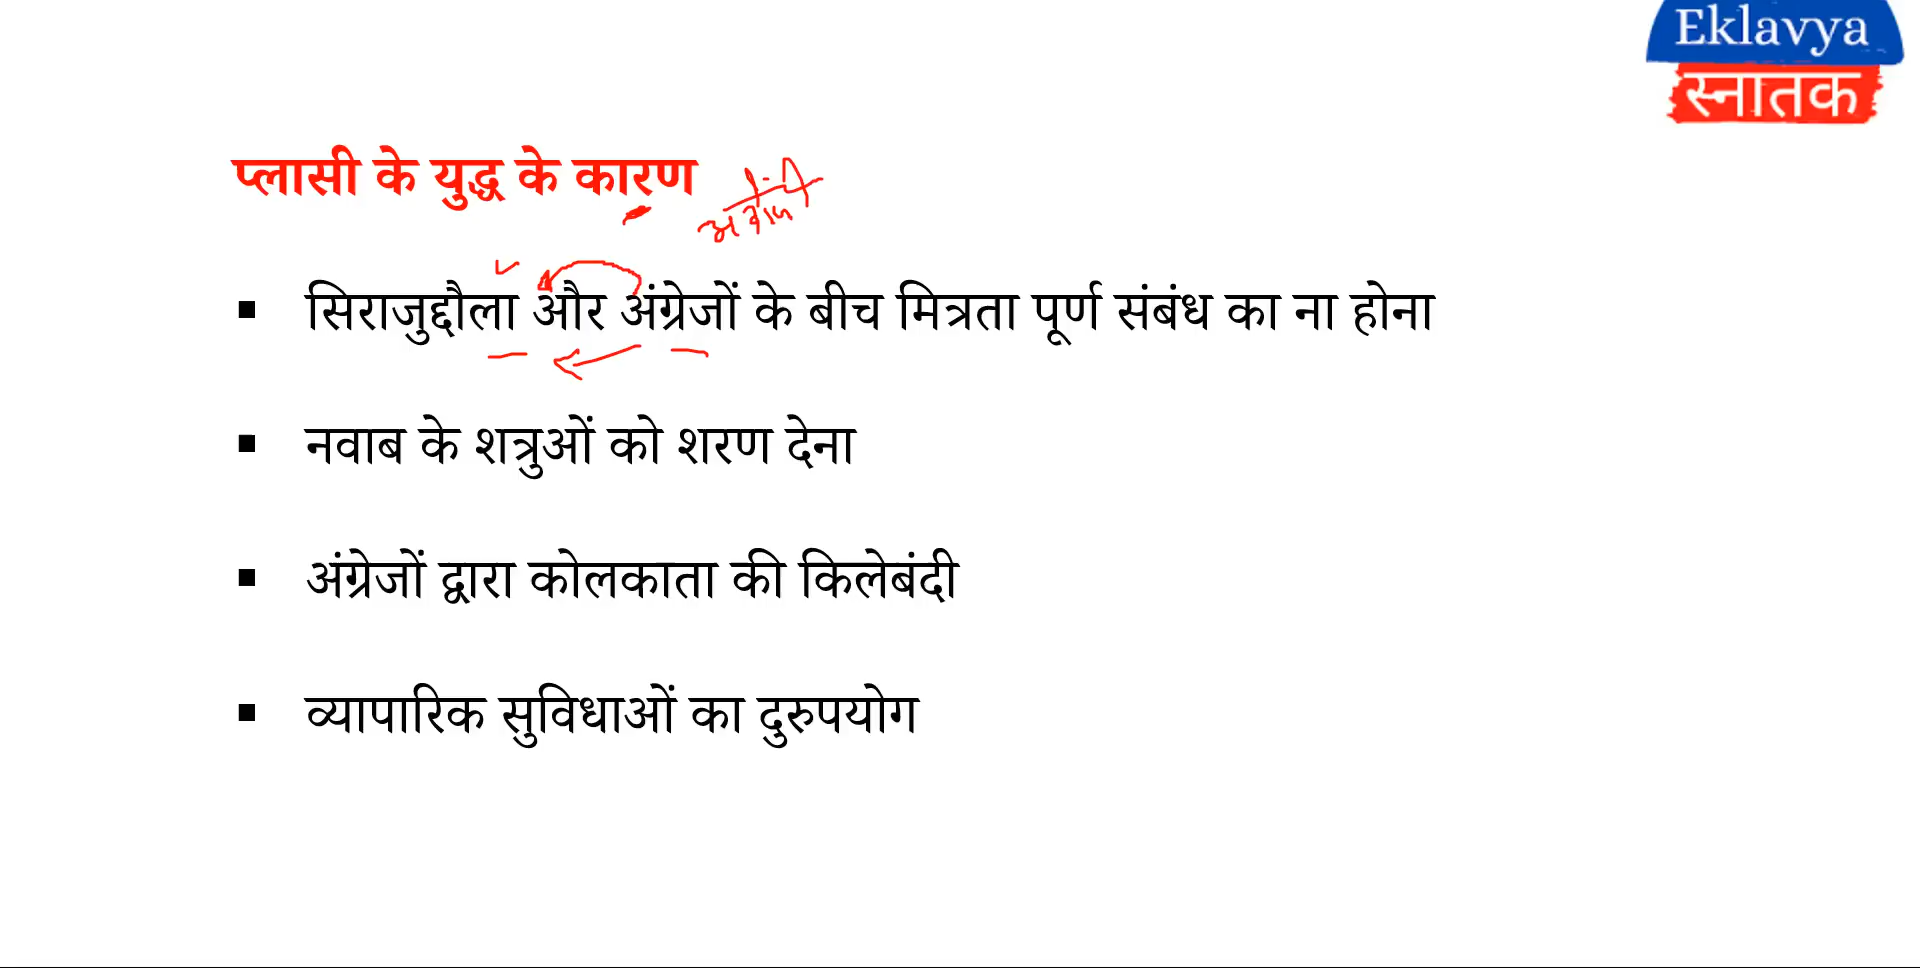 Eklavya
स्नातक
प्लासी के युद्ध के कारण
▪ सिराजुद्दौला और अंग्रेजों के बीच मित्रता पूर्ण संबंध का ना होना
▪ नवाब के शत्रुओं को शरण देना
▪ अंग्रेजों द्वारा कोलकाता की किलेबंदी
▪ व्यापारिक सुविधाओं का दुरुपयोग